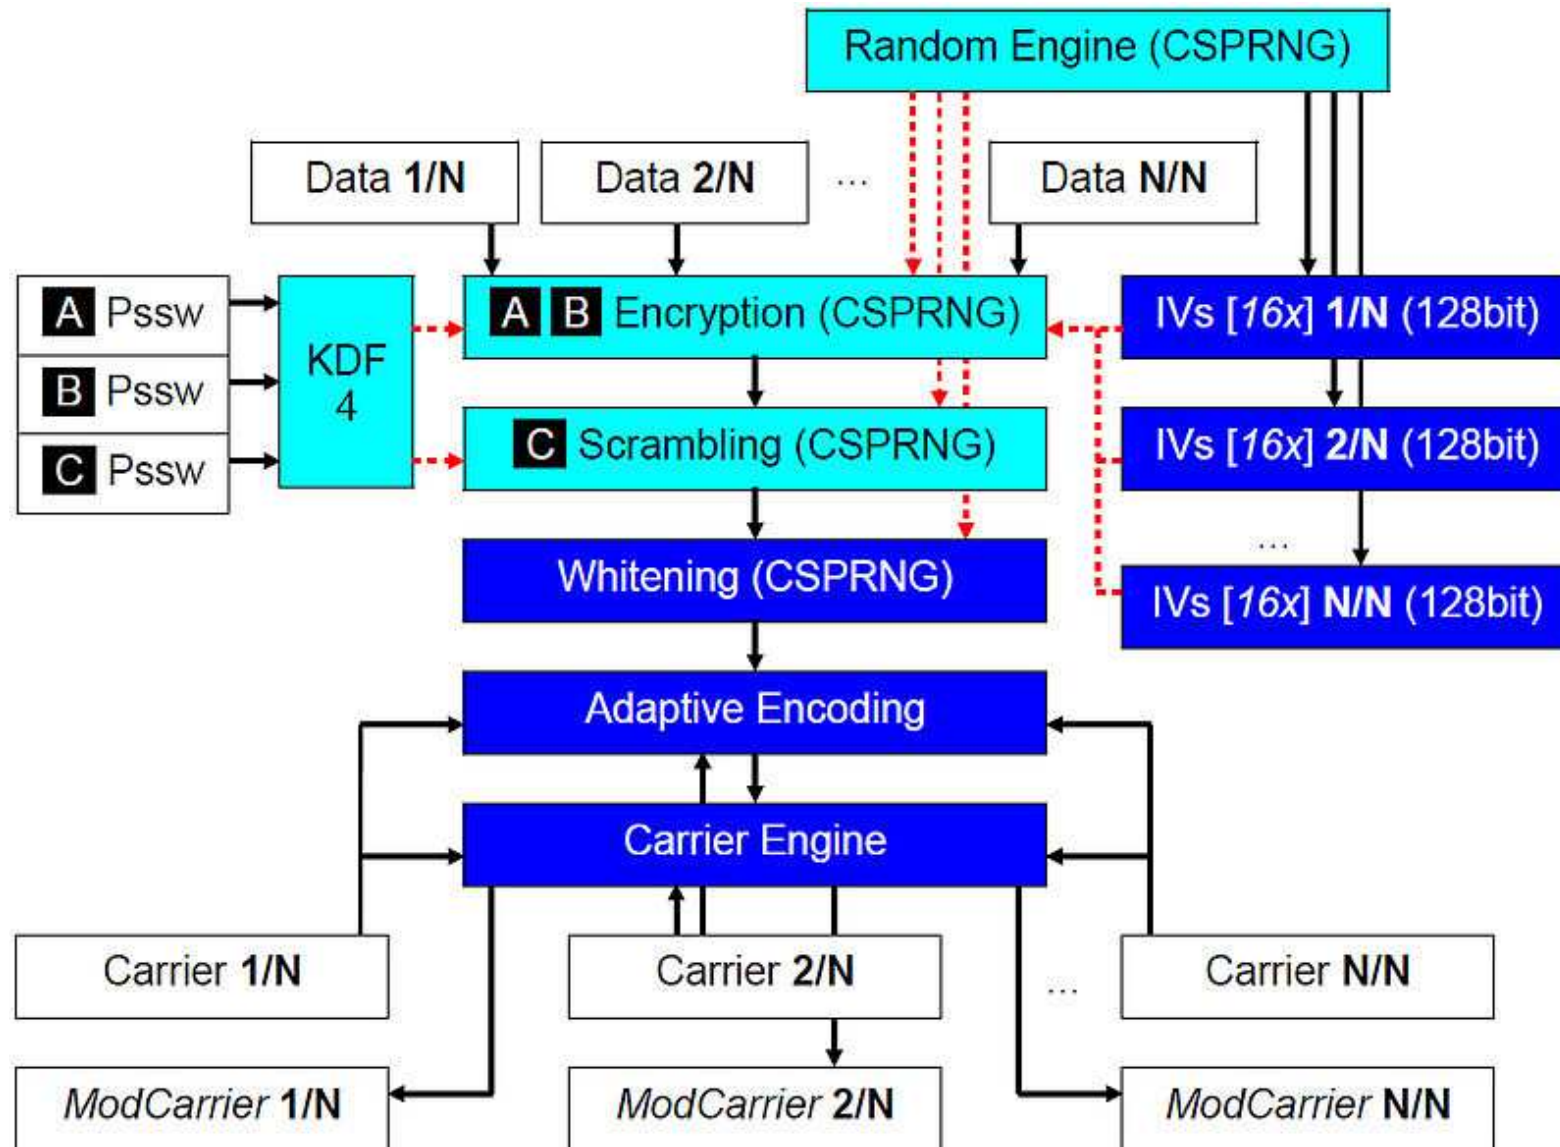 Random Engine (CSPRNG)
Data 1/N
Data 2/N
...
Data N/N
A Pssw
B Pssw
C Pssw
KDF
4
A B Encryption (CSPRNG)
C Scrambling (CSPRNG)
Whitening (CSPRNG)
IVs [16x] 1/N (128bit)
IVs [16x] 2/N (128bit)
...
IVs [16x] N/N (128bit)
Adaptive Encoding
Carrier Engine
Carrier 1/N
Carrier 2/N
...
Carrier N/N
ModCarrier 1/N
ModCarrier 2/N
ModCarrier N/N